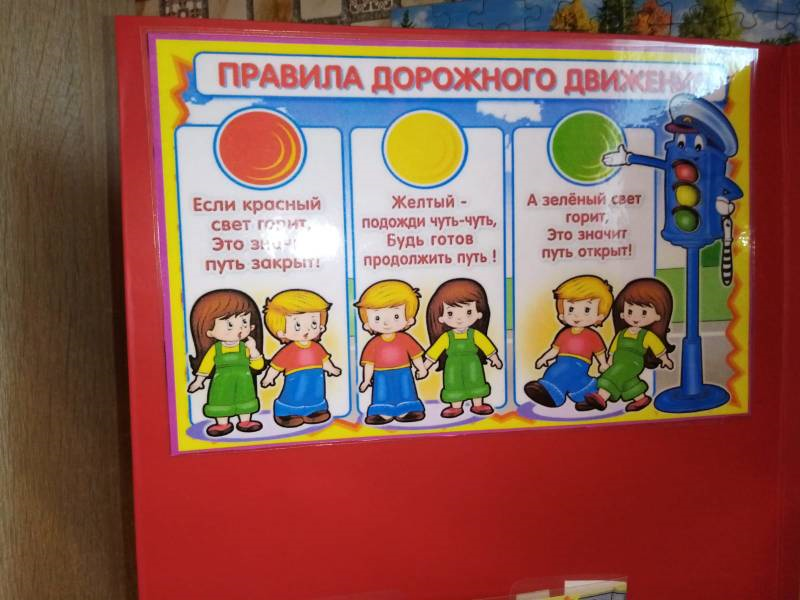 ПРАВИЛА ДОРОЖНОГО ДВИЖЕНИЯ
Если красный
свет горит,
Это значит
путь закрыт!
Желтый -
подожди чуть-чуть,
Будь готов
продолжить путь !
А зелёный свет
горит,
Это значит
путь открыт!